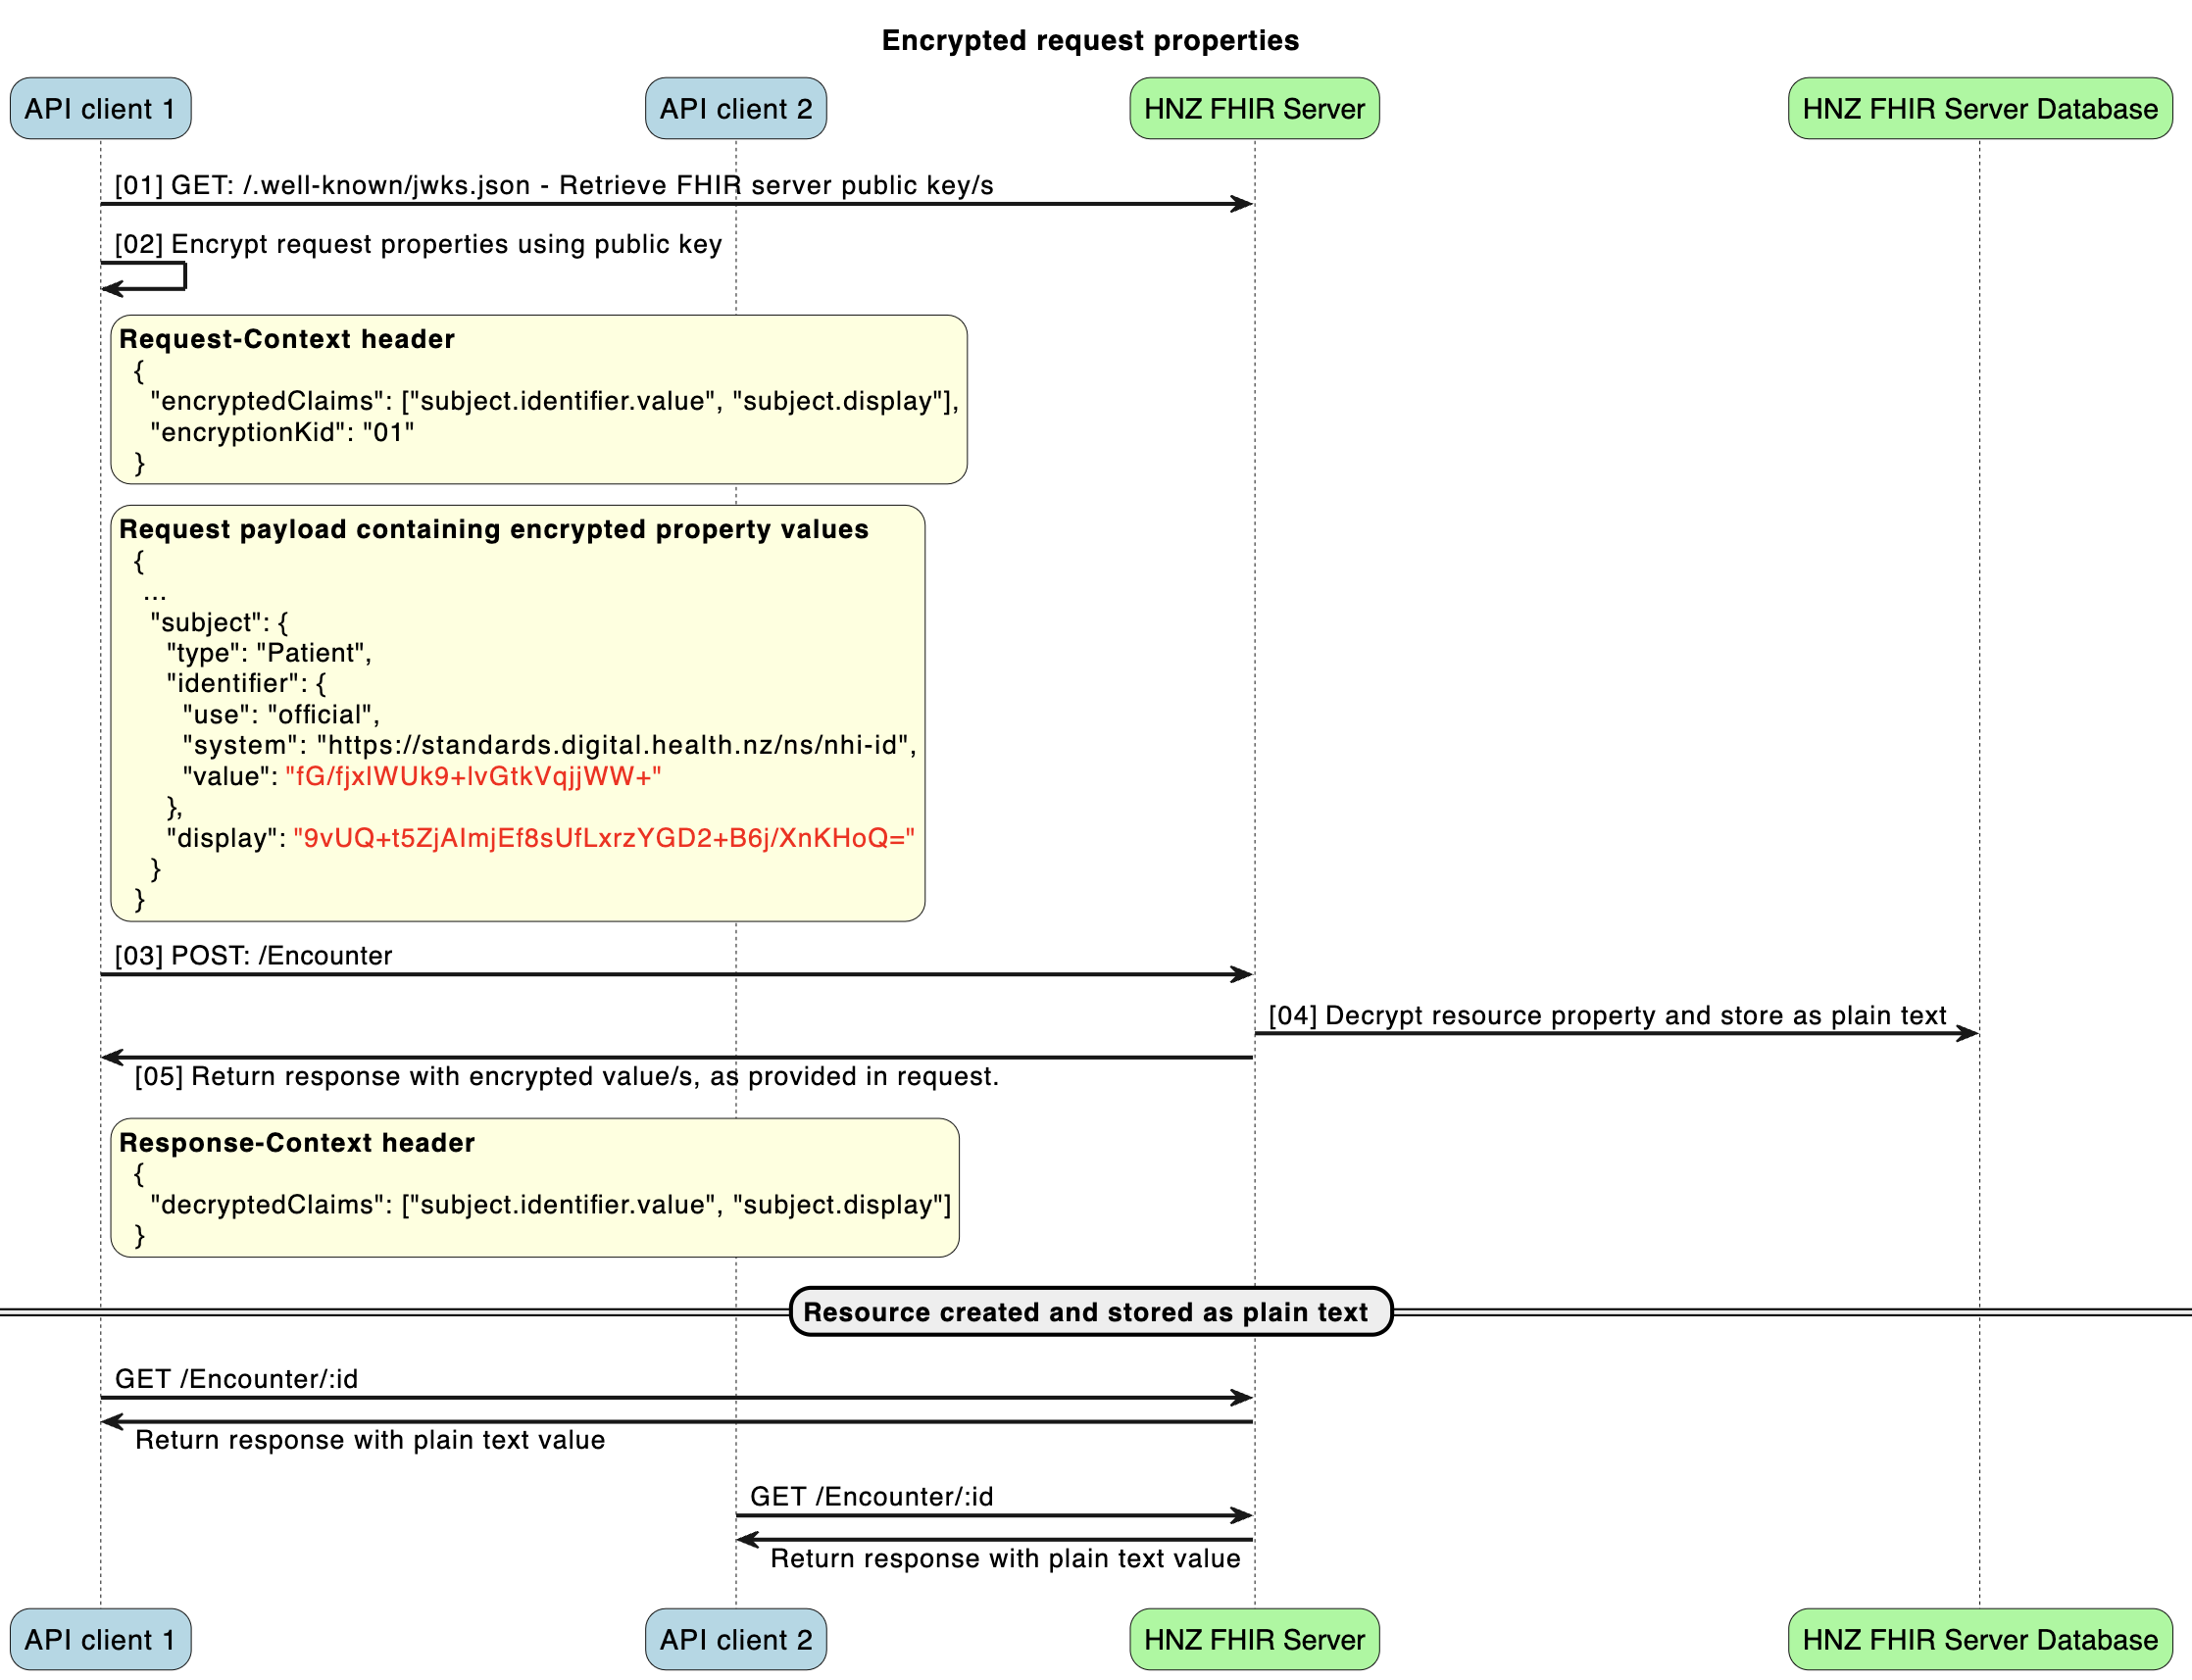 Encrypted request properties
API client 1
API client 2
HNZ FHIR Server
HNZ FHIR Server Database
[01] GET: /.well-known/jwks.json - Retrieve FHIR server public key/s
[02] Encrypt request properties using public key
Request-Context header
{
"encryptedClaims": ["subject.identifier.value", "subject.display"],
"encryptionKid": "01"
}
Request payload containing encrypted property values
{
...
"subject": {
"type": "Patient",
"identifier": {
"use": "official",
"system": "https://standards.digital.health.nz/ns/nhi-id",
"value": "fG/fjxlWUk9+lvGtkVqjjWW+"
},
"display": "9vUQ+t5ZjAImjEf8sUfLxrzYGD2+B6j/XnKHoQ="
}
}
[03] POST: /Encounter
[04] Decrypt resource property and store as plain text
[05] Return response with encrypted value/s, as provided in request.
Response-Context header
{
"decryptedClaims": ["subject.identifier.value", "subject.display"]
}
Resource created and stored as plain text
GET /Encounter/:id
Return response with plain text value
GET /Encounter/:id
Return response with plain text value
API client 1
API client 2
HNZ FHIR Server
HNZ FHIR Server Database